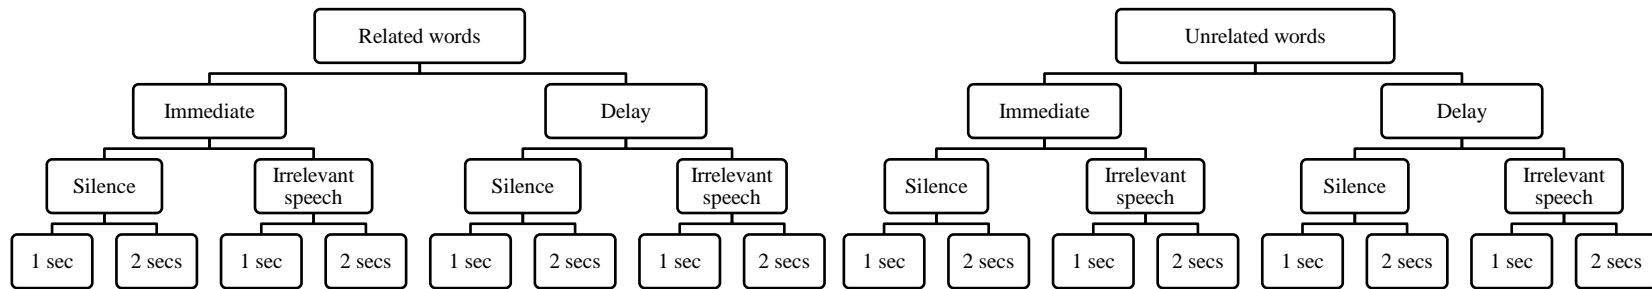 Related words
Unrelated words
Immediate
Delay
Immediate
Delay
Silence
Irrelevant
speech
Silence
Irrelevant
speech
Silence
Irrelevant
speech
Silence
Irrelevant
speech
1 sec
2 secs
1 sec
2 secs
1 sec
2 secs
1 sec
2 secs
1 sec
2 secs
1 sec
2 secs
1 sec
2 secs
1 sec
2 secs